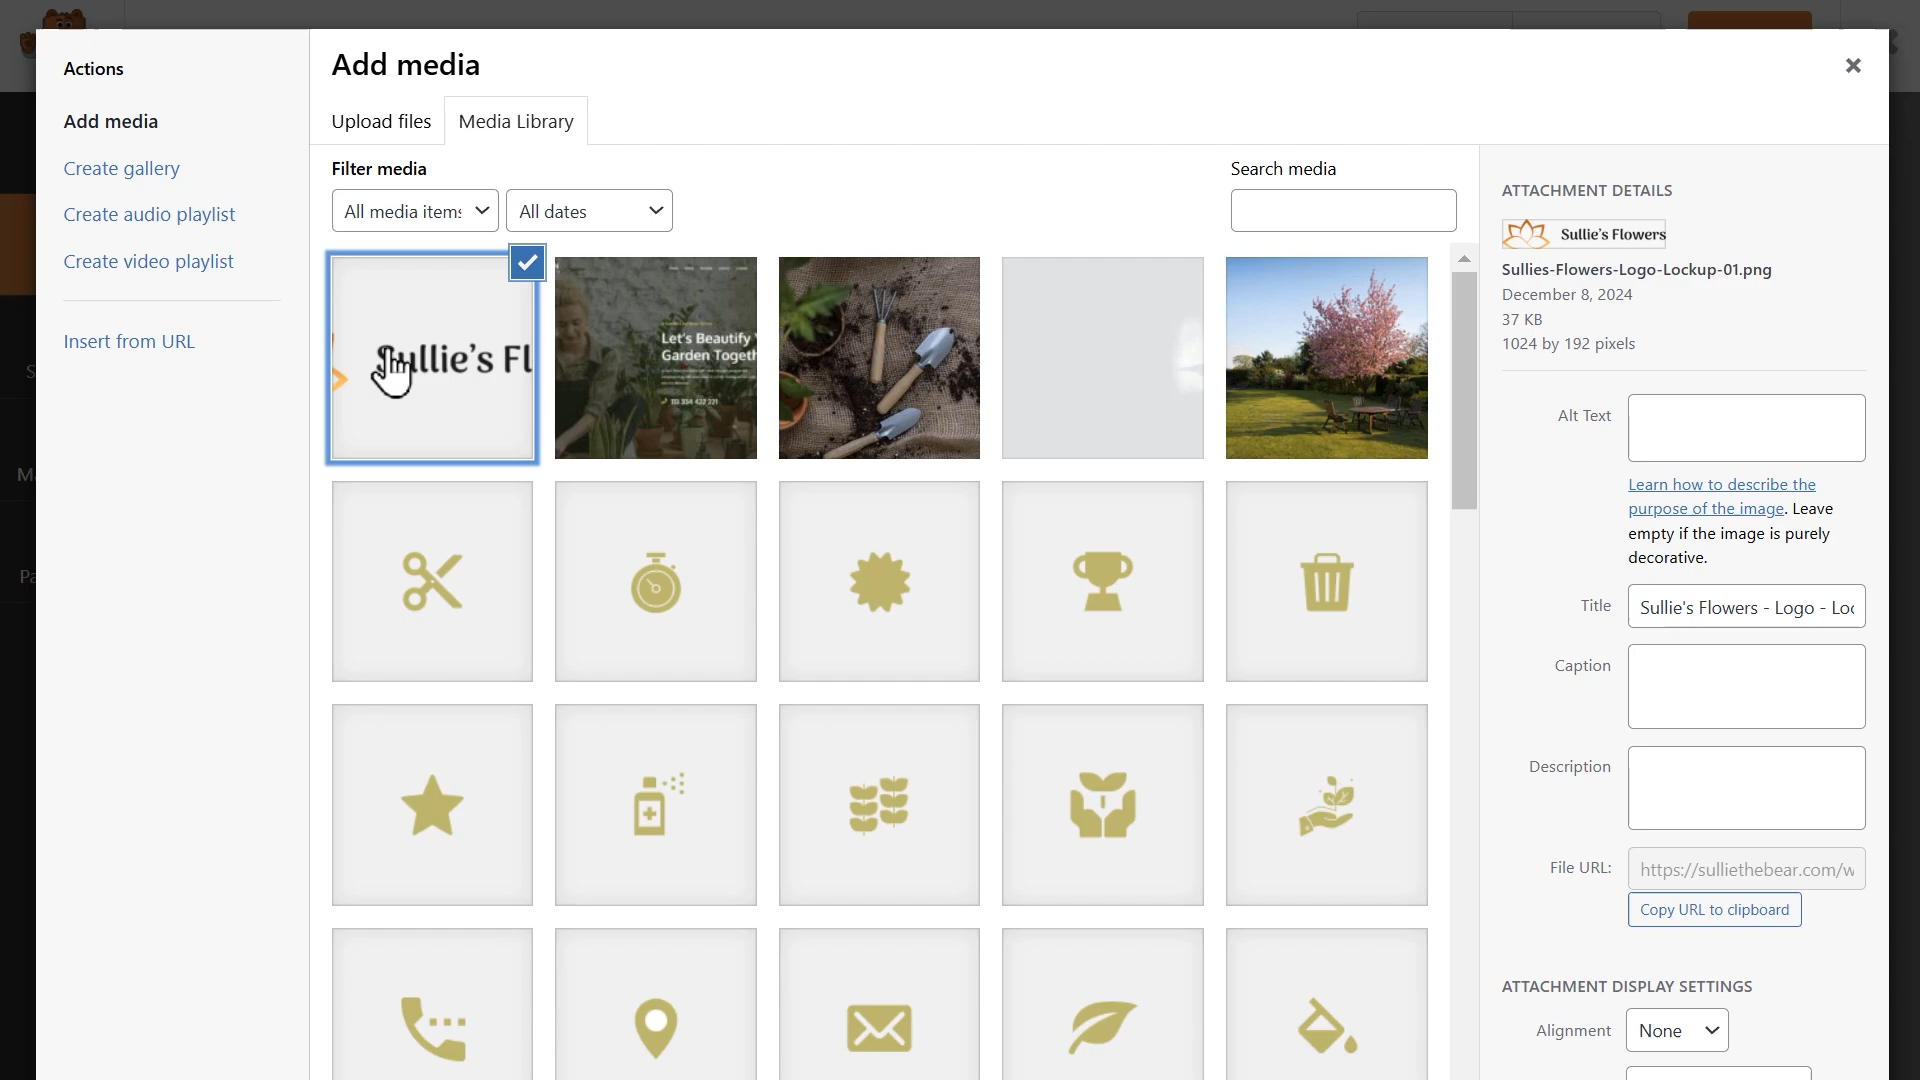 Actions
Add media
Create gallery
Create audio playlist
Create video playlist
Insert from URL
Add media
Upload files
Media Library
Filter media
All media items
All dates
Search media
Sullie's Fl
Let's Beautify
Garden Togeth
ATTACHMENT DETAILS
Sullie's Flowers
Sullies-Flowers-Logo-Lockup-01.png
December 8, 2024
37 KB
1024 by 192 pixels
Alt Text
Learn how to describe the
purpose of the image. Leave
empty if the image is purely
decorative.
Title
Sullie's Flowers - Logo - Loc
Caption
Description
File URL:
https://sulliethebear.com/w
Copy URL to clipboard
ATTACHMENT DISPLAY SETTINGS
Alignment
None